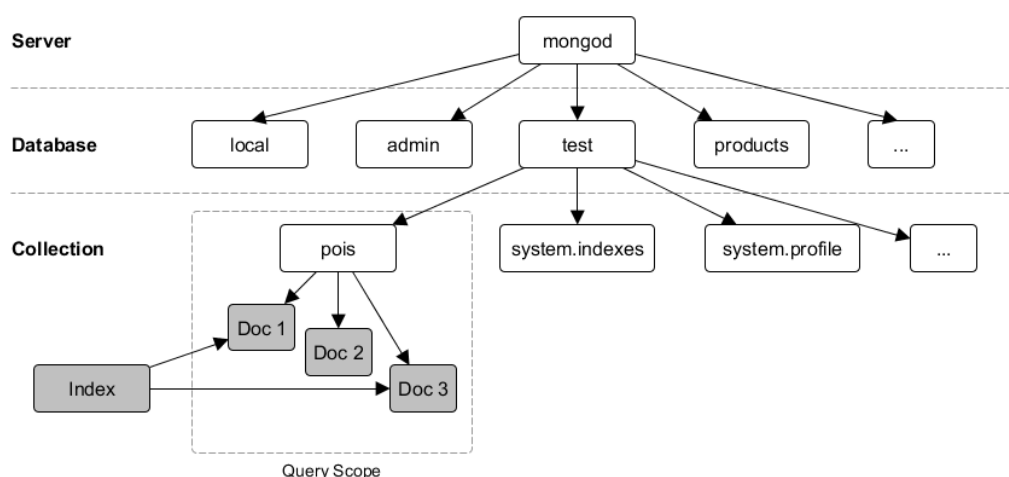 Server
mongod
Database
local
admin
test
products
...
Collection
pois
system.indexes
system.profile
...
Doc 1
Doc 2
Index
Doc 3
Query Scope